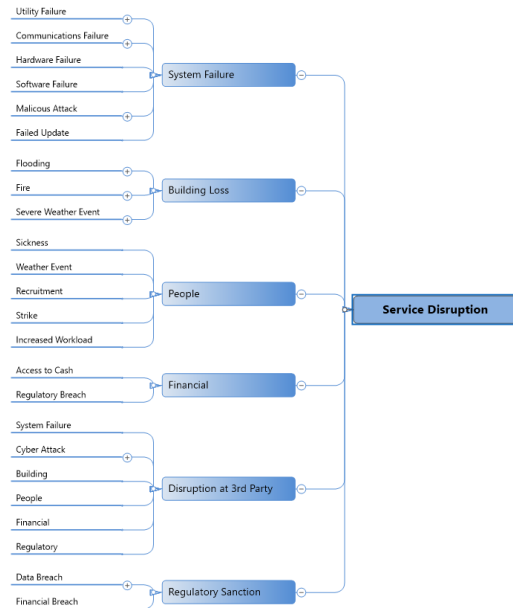 Utility Failure
Communications Failure
Hardware Failure
Software Failure
Malicous Attack
Failed Update
System Failure
Flooding
Fire
Severe Weather Event
Building Loss
Sickness
Weather Event
Recruitment
Strike
Increased Workload
People
Service Disruption
Access to Cash
Regulatory Breach
Financial
System Failure
Cyber Attack
Building
People
Financial
Regulatory
Disruption at 3rd Party
Data Breach
Financial Breach
Regulatory Sanction